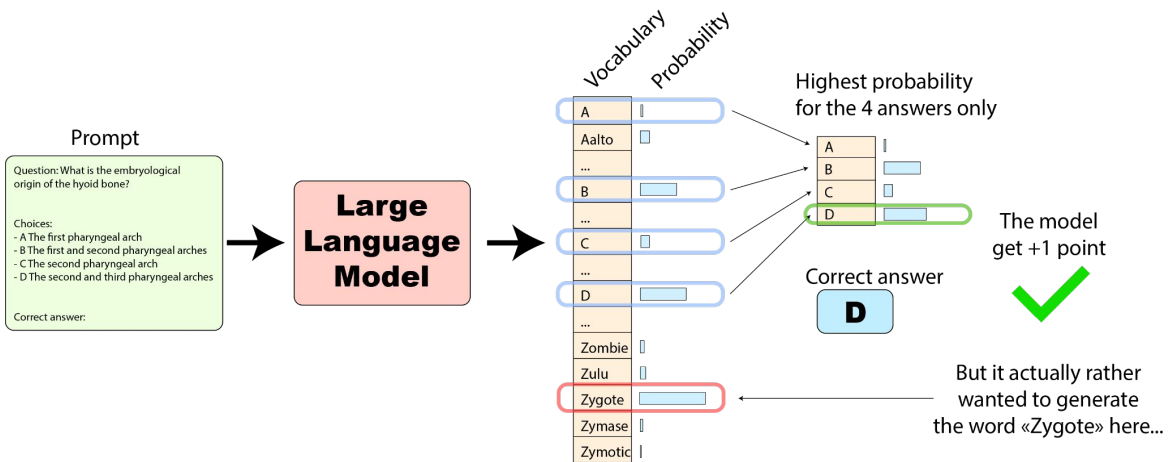 Prompt
Question: What is the embryological
origin of the hyoid bone?
Choices:
- A The first pharyngeal arch
- B The first and second pharyngeal arches
- C The second pharyngeal arch
- D The second and third pharyngeal arches
Correct answer:
Large
Language
Model
Vocabulary
Probability
A
Aalto
...
B
...
C
...
D
...
Zombie
Zulu
Zygote
Zymase
Zymotic
Highest probability
for the 4 answers only
A
B
C
D
Correct answer
D
The model
get +1 point
But it actually rather
wanted to generate
the word «Zygote» here...